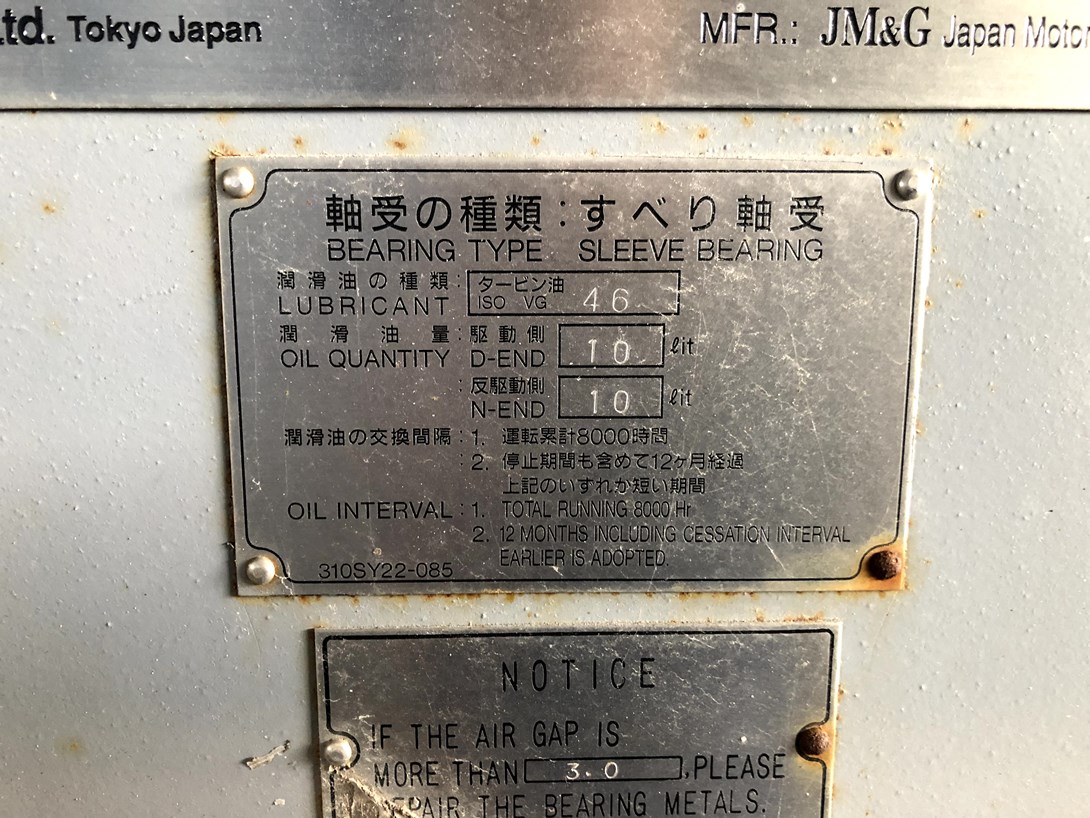 Ltd. Tokyo Japan
MFR.: JM&G Japan Motor
軸受の種類:すべり軸受
BEARING TYPE SLEEVE BEARING
潤滑油の種類:タービン油
LUBRICANT ISO VG 46
潤滑油量:駆動側
OIL QUANTITY D-END 10 lit
:反駆動側
N-END 10 lit
潤滑油の交換間隔:1. 運転累計8000時間
:2. 停止期間も含めて12ヶ月経過
上記のいずれか短い期間
OIL INTERVAL:1. TOTAL RUNNING 8000 Hr
2. 12 MONTHS INCLUDING CESSATION INTERVAL
EARLIER IS ADOPTED.
310SY22-085
NOTICE
IF THE AIR GAP IS
MORE THAN 3.0 ,PLEASE
REPAIR THE BEARING METALS.